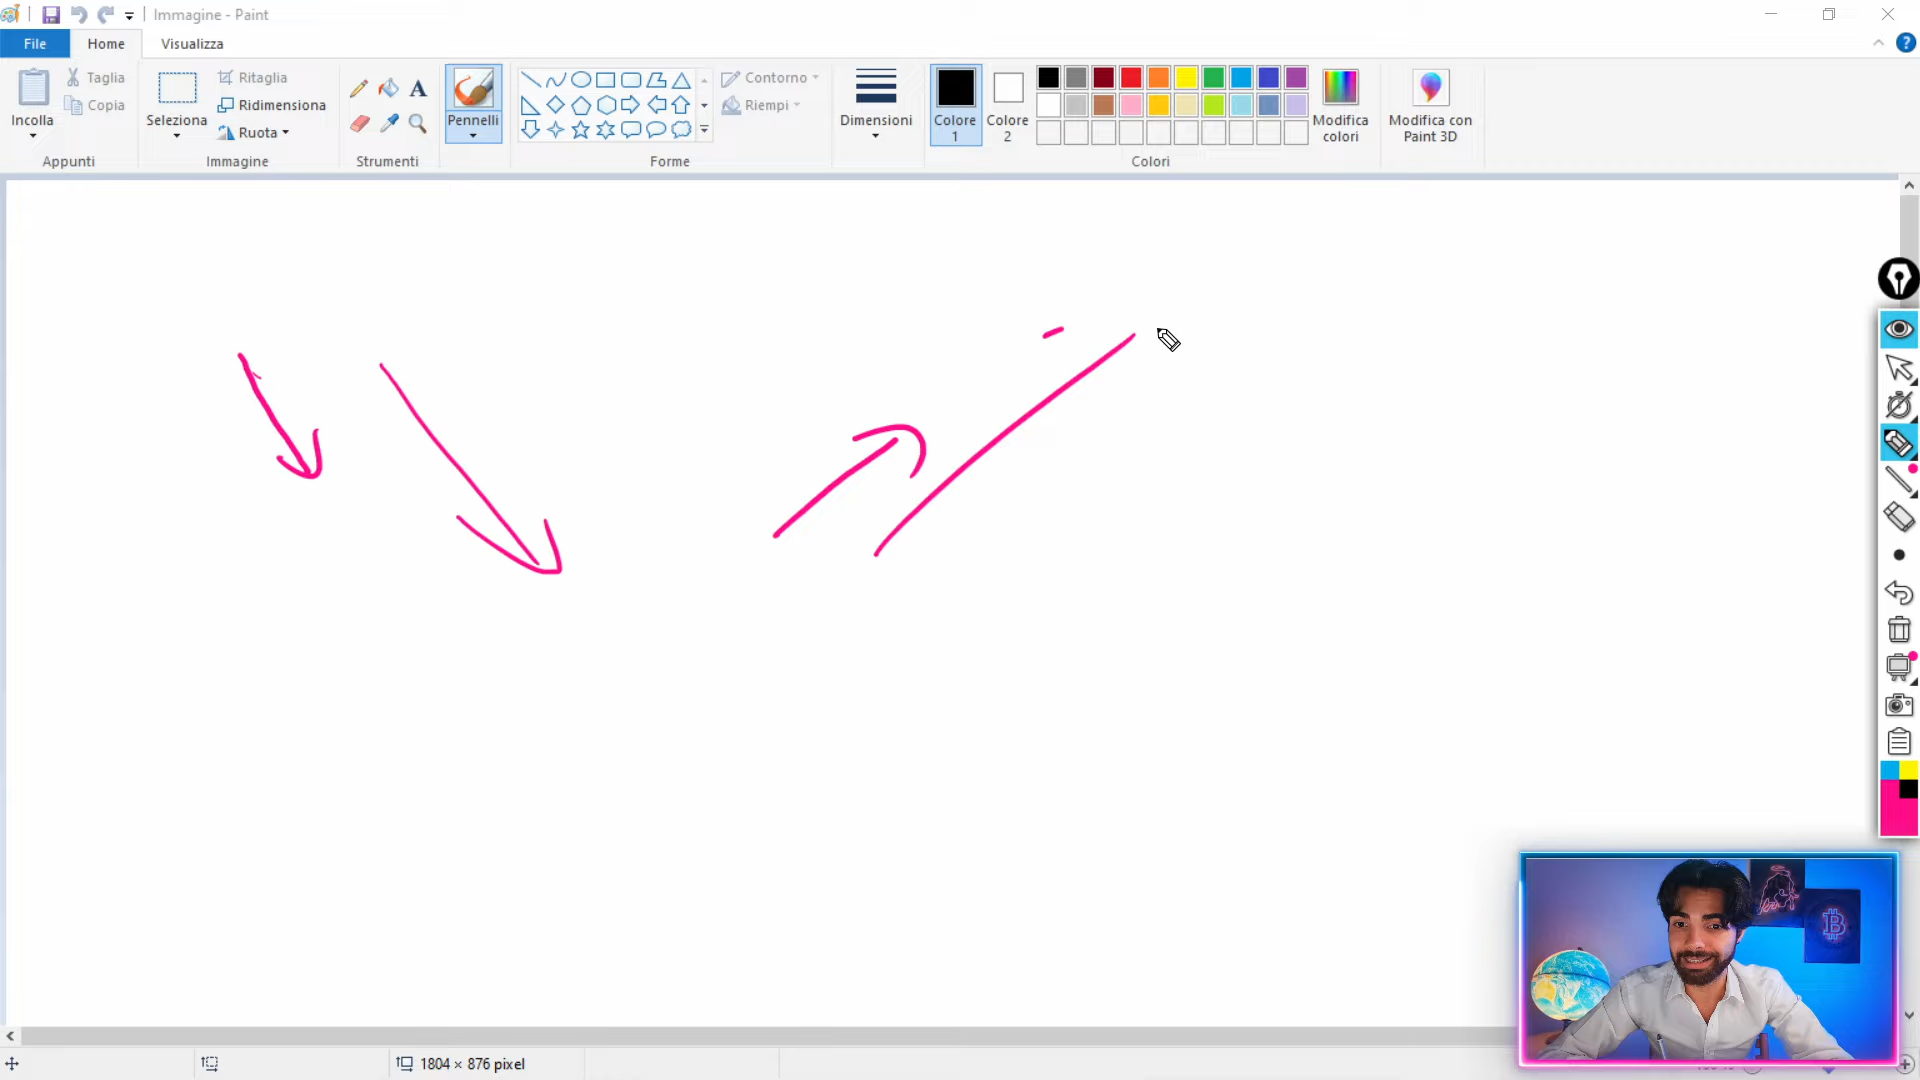 Immagine - Paint
File Home Visualizza
Incolla
Taglia
Copia
Appunti
Seleziona
Ritaglia
Ridimensiona
Ruota
Immagine
A
Strumenti
Pennelli
Forme
Contorno
Riempi
Dimensioni
Colore
1
Colore
2
Colori
Modifica
colori
Modifica con
Paint 3D
1804 × 876 pixel